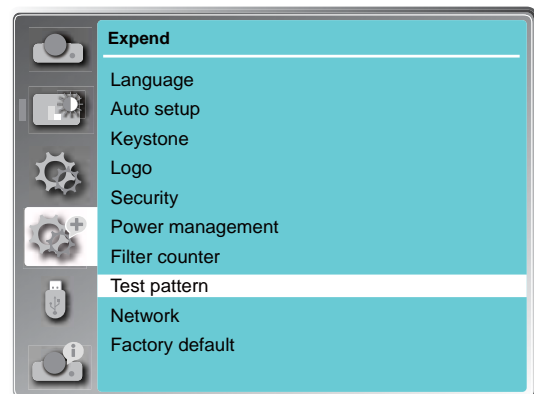 Expend
Language
Auto setup
Keystone
Logo
Security
Power management
Filter counter
Test pattern
Network
Factory default